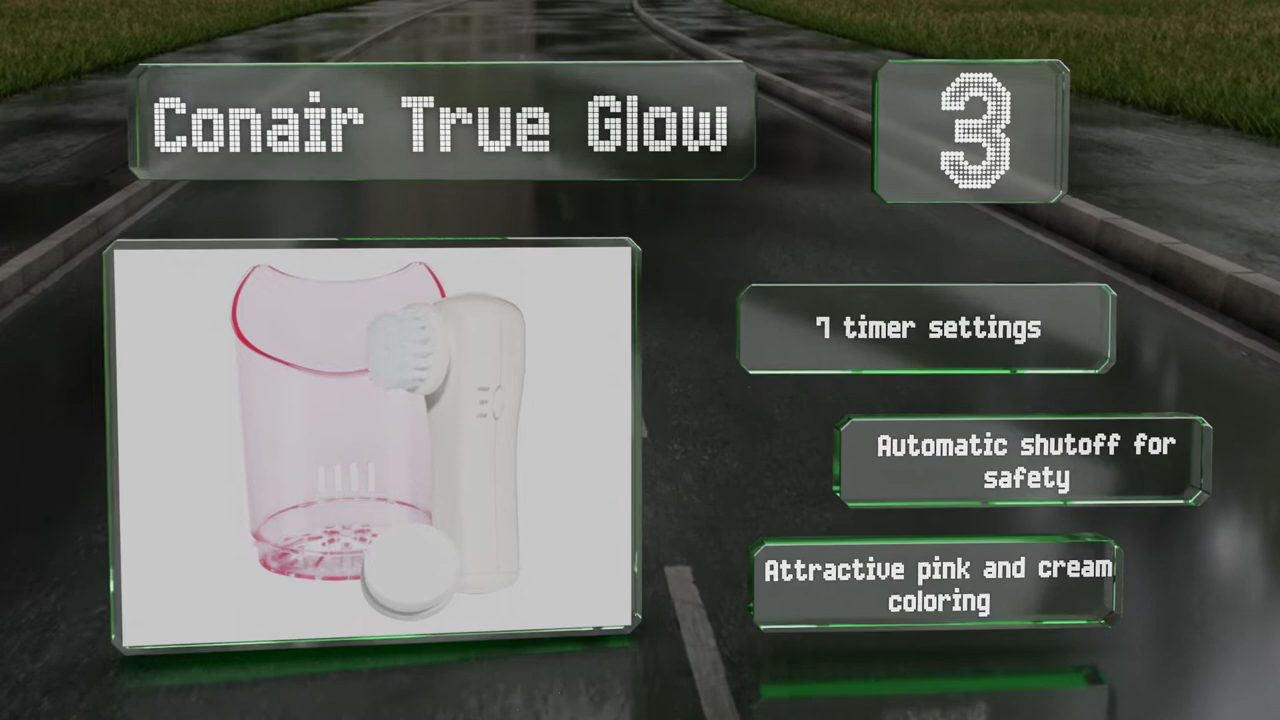 Conair True Glow
3
7 timer settings
Automatic shutoff for
safety
Attractive pink and cream
coloring